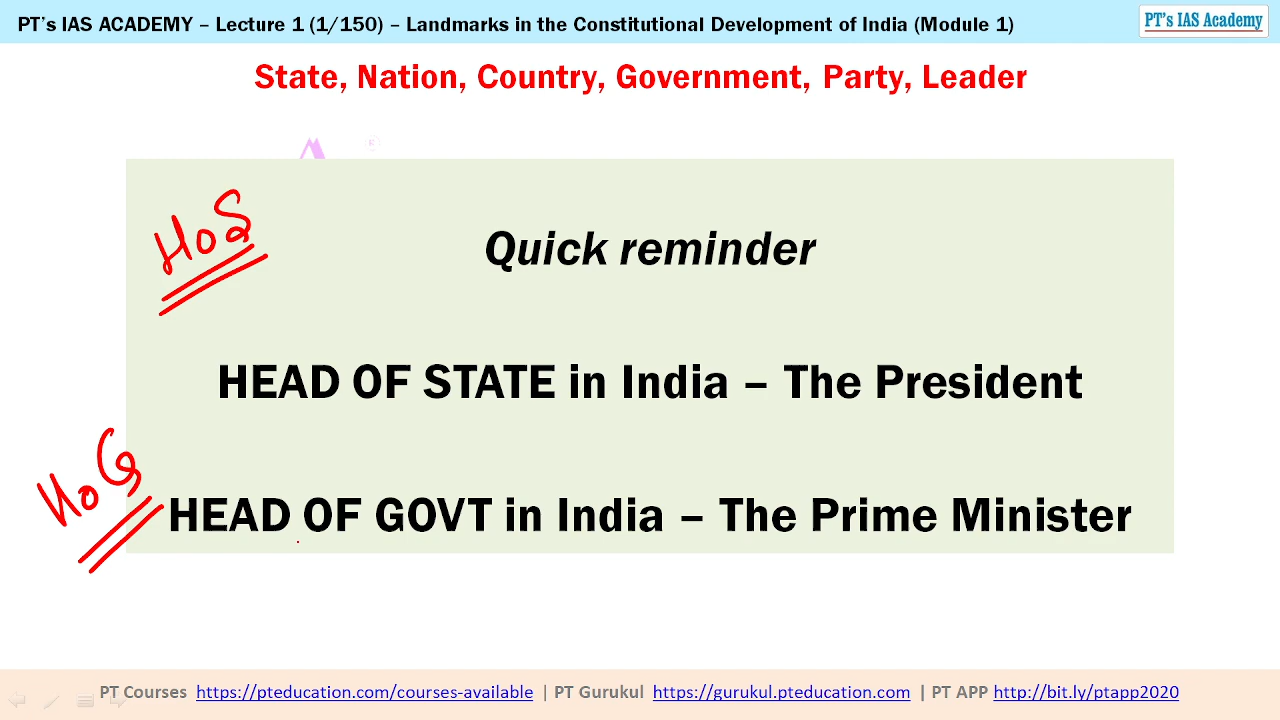 PT's IAS ACADEMY – Lecture 1 (1/150) – Landmarks in the Constitutional Development of India (Module 1)
PT's IAS Academy
State, Nation, Country, Government, Party, Leader
HoS
Quick reminder
HEAD OF STATE in India – The President
HoG
HEAD OF GOVT in India – The Prime Minister
PT Courses https://pteducation.com/courses-available | PT Gurukul https://gurukul.pteducation.com | PT APP http://bit.ly/ptapp2020